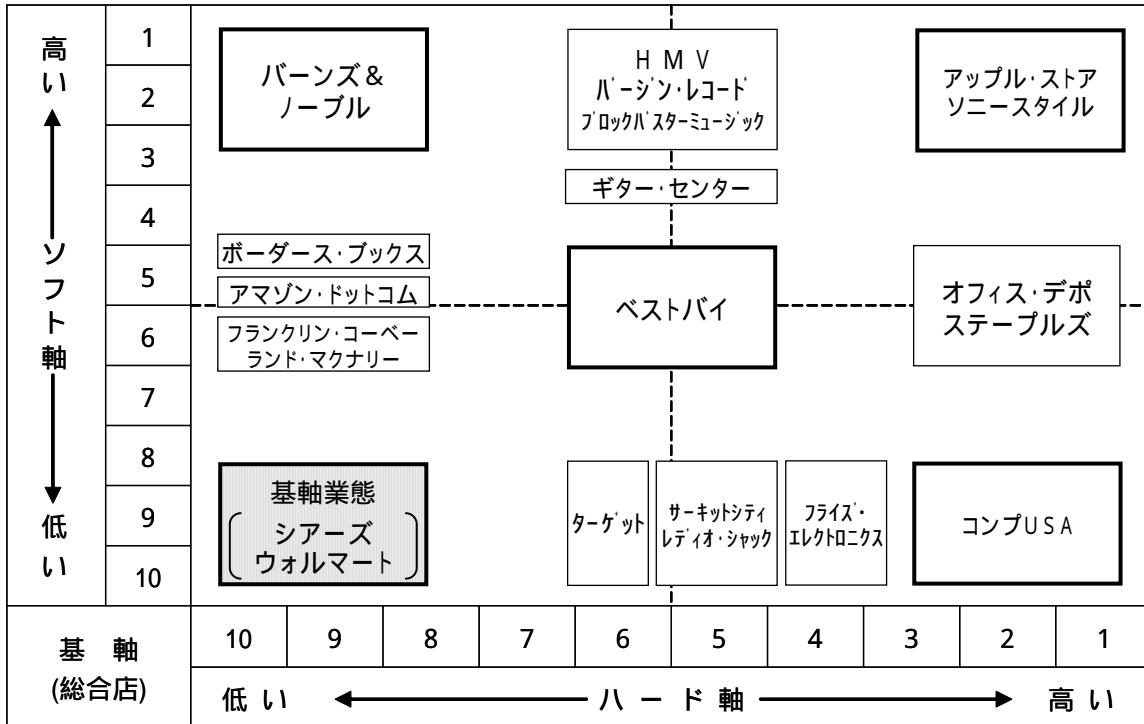 高い
ソフト軸
低い
1
2
3
4
5
6
7
8
9
10
バーンズ&
ノーブル
HMV
バージン・レコード
ブロックバスターミュージック
アップル・ストア
ソニースタイル
ギター・センター
ボーダース・ブックス
アマゾン・ドットコム
フランクリン・コーベー
ランド・マクナリー
ベストバイ
オフィス・デポ
ステープルズ
基軸業態
シアーズ
ウォルマート
ターゲット
サーキットシティ
レディオ・シャック
フライズ・
エレクトロニクス
コンプUSA
基 軸
(総合店)
10 9 8 7 6 5 4 3 2 1
低い ハード軸 高い